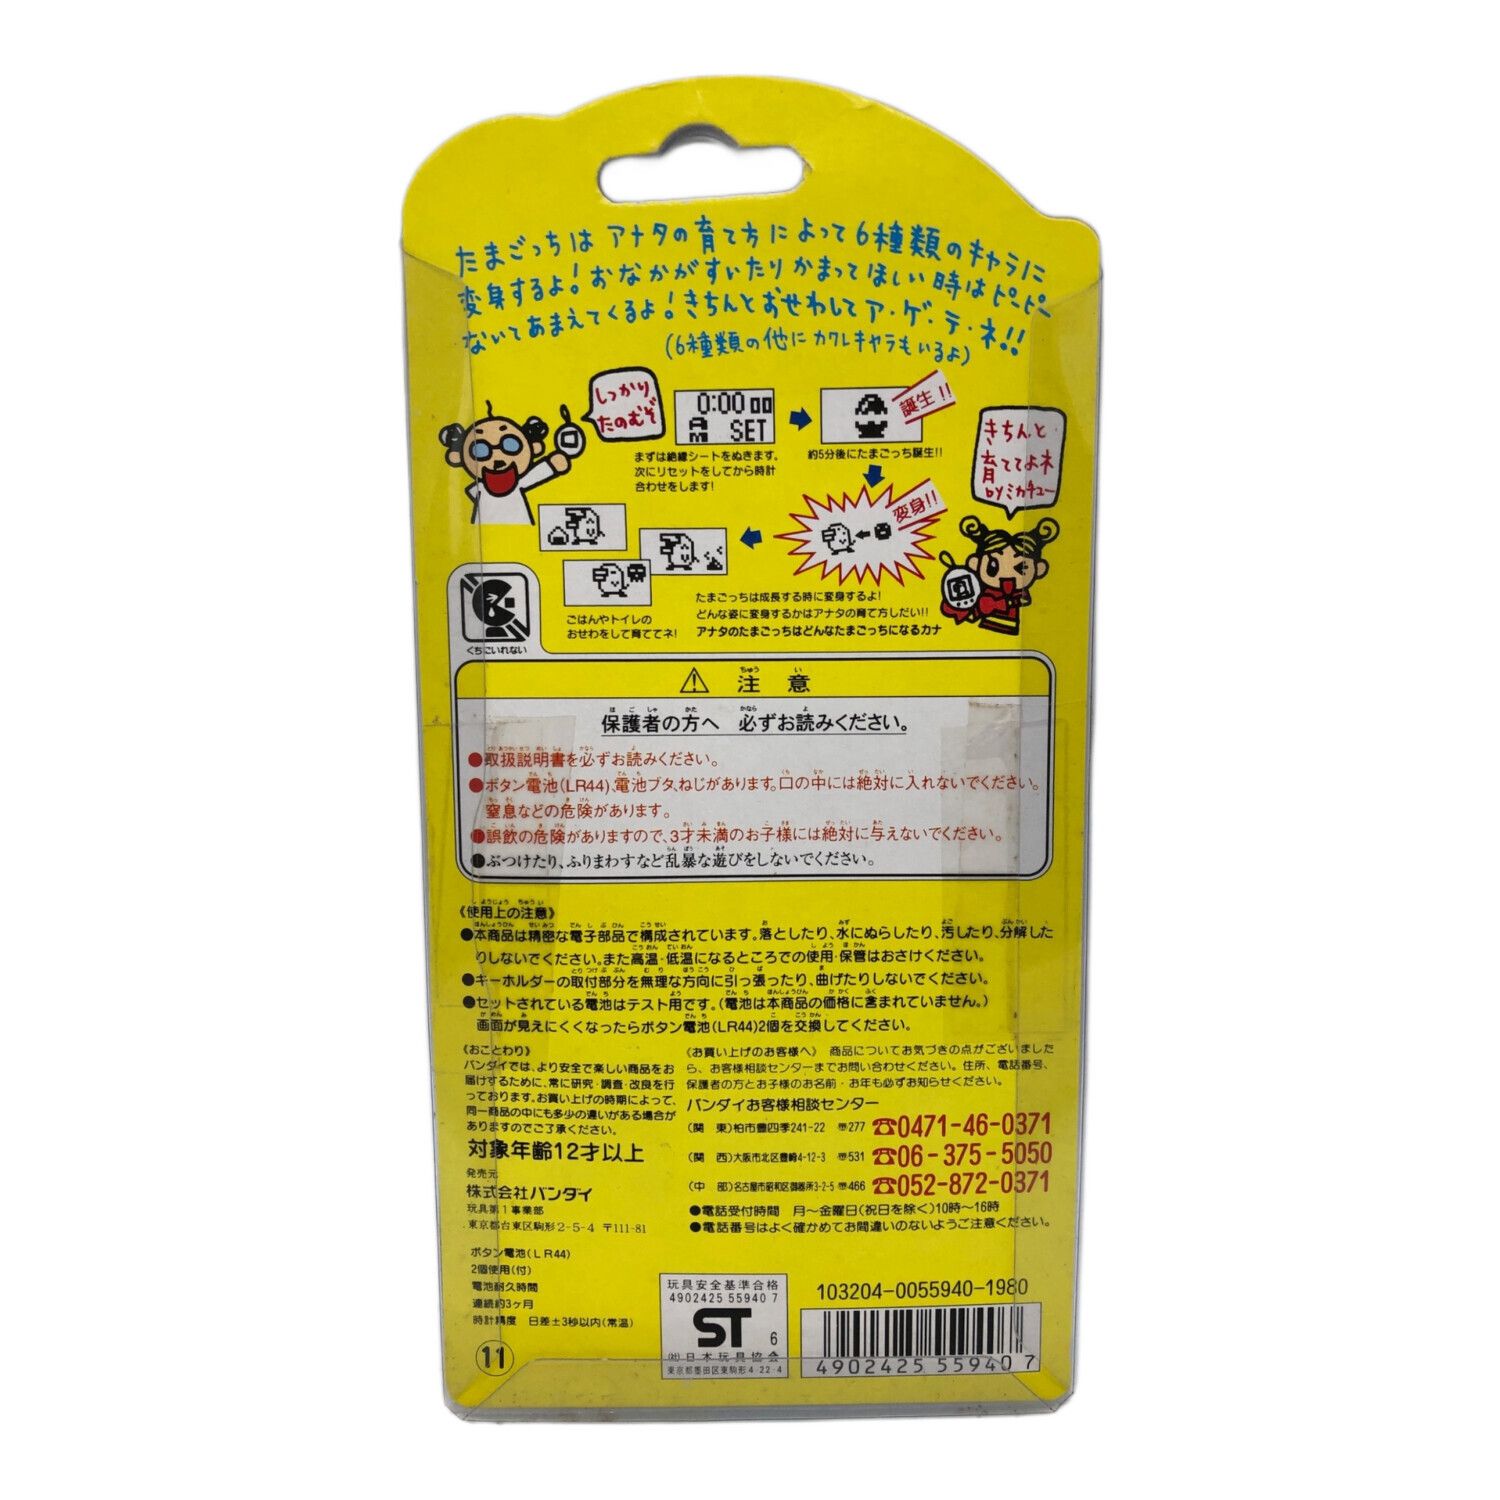 たまごっちは アナタの育て方によって6種類のキャラに
変身するよ!おなかがすいたりかまってほしい時はピーピー
ないてあまえてくるよ!きちんとおせわしてア・ゲ・テ・ネ!!
(6種類の他にカクレキャラもいるよ)
しっかり
たのむぞ
0:00 00
AM SET
まずは絶縁シートをぬきます。
次にリセットをしてから時計
合わせをします!
誕生!!
約5分後にたまごっち誕生!!
きちんと
育ててよネ
byミカチュー
変身!!
たまごっちは成長する時に変身するよ!
どんな姿に変身するかはアナタの育て方しだい!!
アナタのたまごっちはどんなたまごっちになるカナ
ごはんやトイレの
おせわをして育ててネ!
くちにいれない
⚠ 注意
保護者の方へ 必ずお読みください。
●取扱説明書を必ずお読みください。
●ボタン電池(LR44)、電池ブタ、ねじがあります。口の中には絶対に入れないでください。
窒息などの危険があります。
●誤飲の危険がありますので、3才未満のお子様には絶対に与えないでください。
●ぶつけたり、ふりまわすなど乱暴な遊びをしないでください。
《使用上の注意》
●本商品は精密な電子部品で構成されています。落としたり、水にぬらしたり、汚したり、分解した
りしないでください。また高温・低温になるところでの使用・保管はおさけください。
●キーホルダーの取付部分を無理な方向に引っ張ったり、曲げたりしないでください。
●セットされている電池はテスト用です。(電池は本商品の価格に含まれていません。)
画面が見えにくくなったらボタン電池(LR44)2個を交換してください。
《おことわり》
バンダイでは、より安全で楽しい商品をお
届けするために、常に研究・調査・改良を行
っております。お買い上げの時期によって、
同一商品の中にも多少の違いがある場合が
ありますのでご了承ください。
対象年齢12才以上
発売元
株式会社バンダイ
玩具第1事業部
東京都台東区駒形2-5-4 〒111-81
ボタン電池(LR44)
2個使用(付)
電池耐久時間
連続約3ヶ月
時計精度 日差±3秒以内(常温)
11
《お買い上げのお客様へ》 商品についてお気づきの点がございました
ら、お客様相談センターまでお問い合わせください。住所、電話番号、
保護者の方とお子様のお名前・お年も必ずお知らせください。
バンダイお客様相談センター
(関 東)柏市豊四季241-22 〒277 ☎0471-46-0371
(関 西)大阪市北区豊崎4-12-3 〒531 ☎06-375-5050
(中 部)名古屋市昭和区御器所3-2-5 〒466 ☎052-872-0371
●電話受付時間 月〜金曜日(祝日を除く)10時〜16時
●電話番号はよく確かめてお間違いのないようご注意ください。
玩具安全基準合格
4902425 55940 7
ST 6
(社)日本玩具協会
東京都墨田区東駒形4-22-4
103204-0055940-1980
4902425 559407